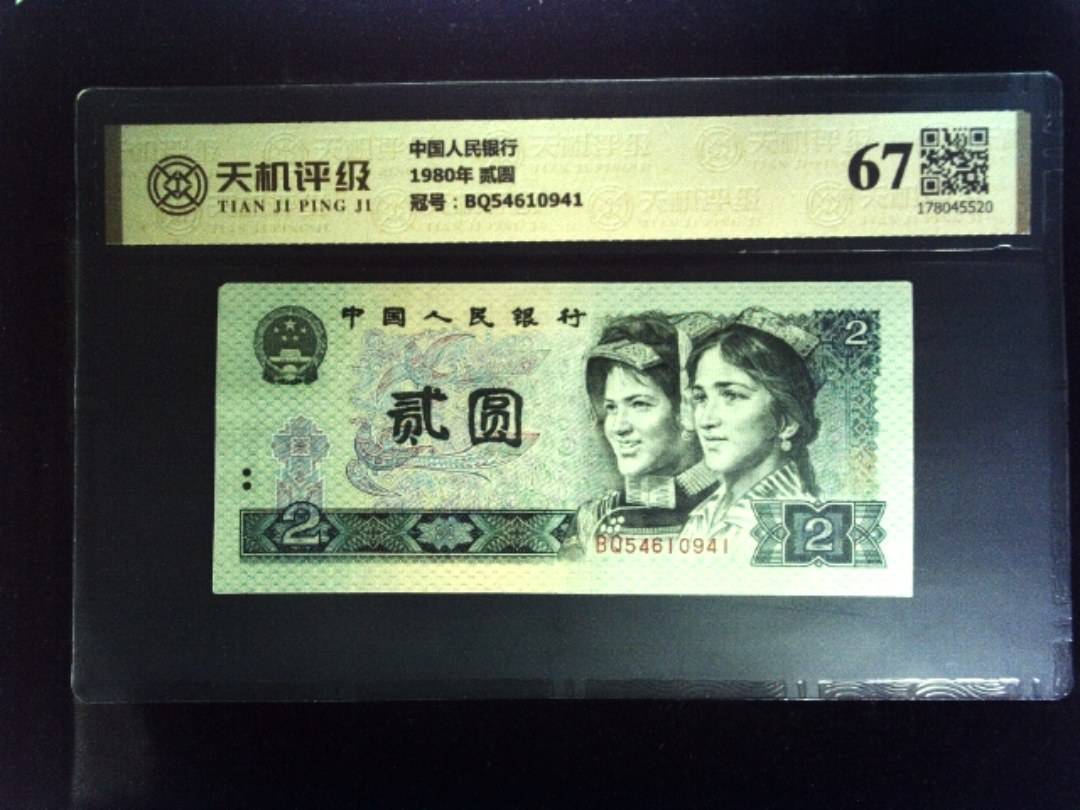 天机评级
TIAN JI PING JI
中国人民银行
1980年 贰圆
冠号：BQ54610941
67
178045520
中国人民银行
贰圆
2
2
BQ54610941
2